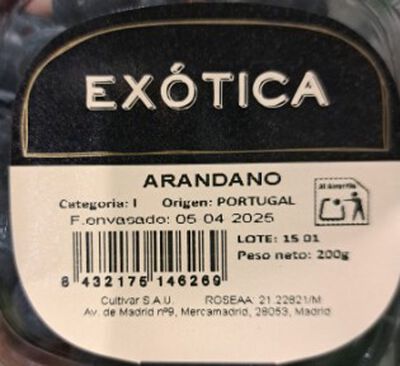 EXÓTICA
ARANDANO
Categoria: I Origen: PORTUGAL
F.envasado: 05 04 2025
LOTE: 15 01
Peso neto: 200g
8 432175 146269
Cultivar S.A.U. ROSEAA: 21.22821/M
Av. de Madrid nº9, Mercamadrid, 28053, Madrid